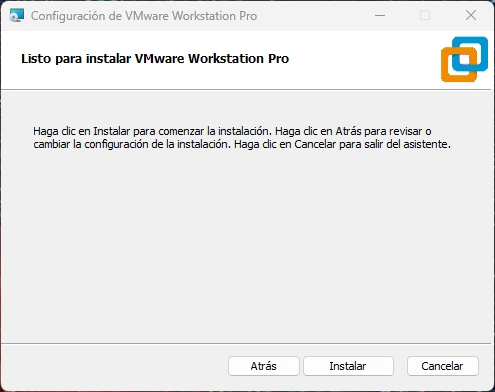 Configuración de VMware Workstation Pro
Listo para instalar VMware Workstation Pro
Haga clic en Instalar para comenzar la instalación. Haga clic en Atrás para revisar o
cambiar la configuración de la instalación. Haga clic en Cancelar para salir del asistente.
Atrás Instalar Cancelar